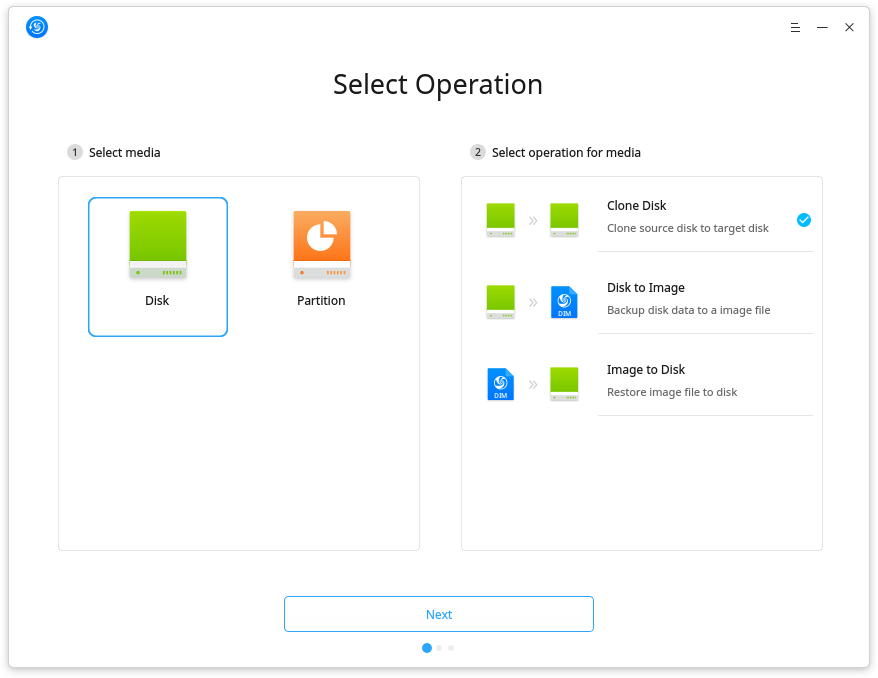 Select Operation
1 Select media
Disk
Partition
2 Select operation for media
Clone Disk
Clone source disk to target disk
DIM
Disk to Image
Backup disk data to a image file
DIM
Image to Disk
Restore image file to disk
Next